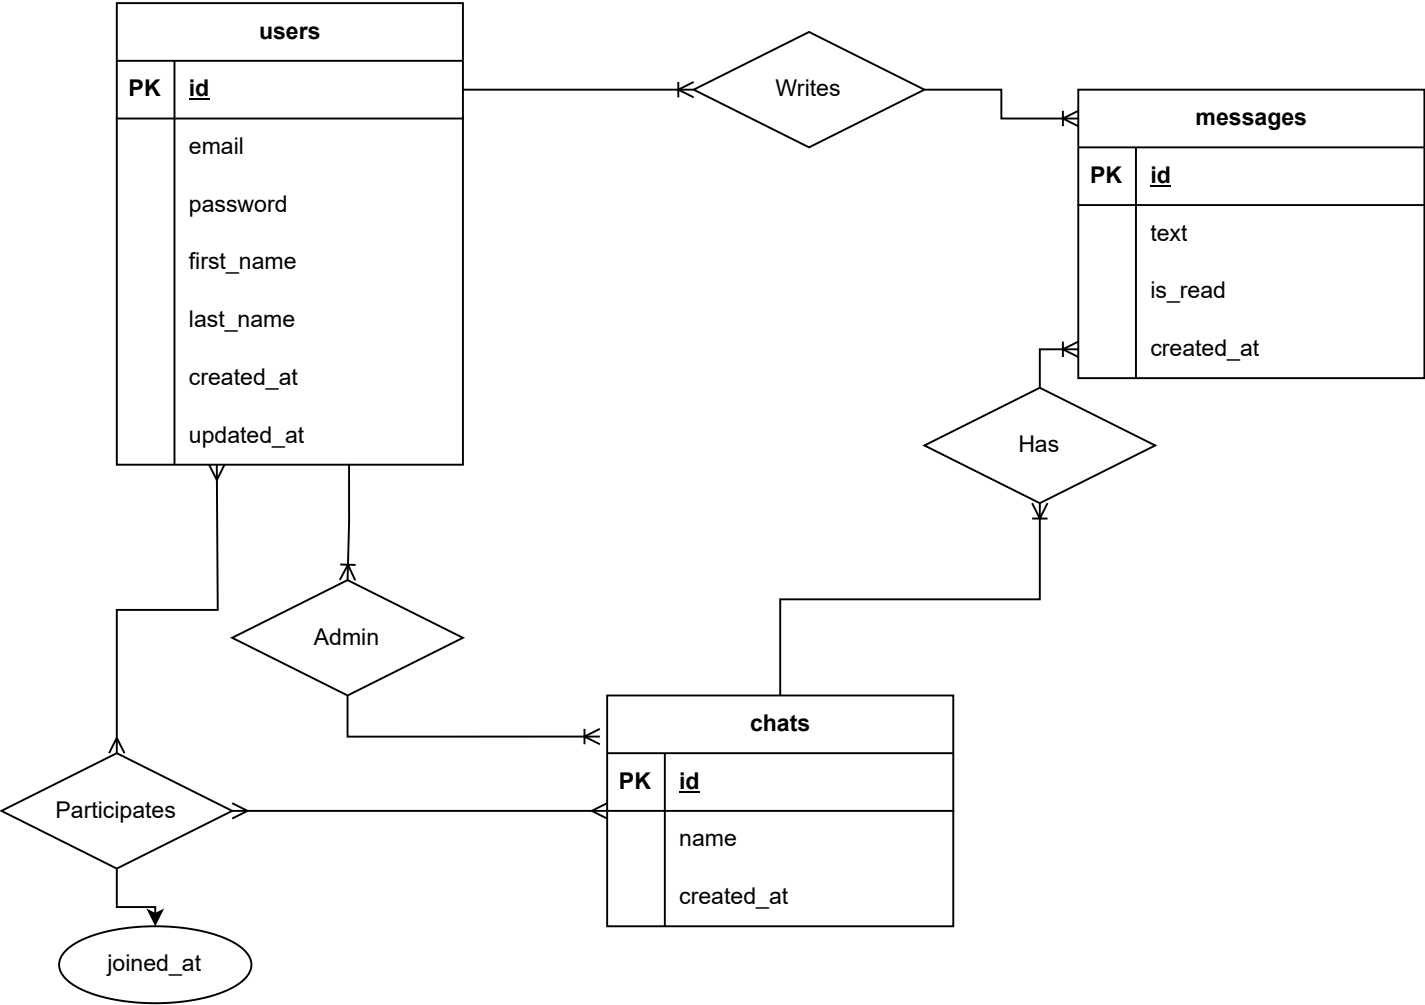 users
PK id
email
password
first_name
last_name
created_at
updated_at
Writes
messages
PK id
text
is_read
created_at
Has
Admin
chats
PK id
name
created_at
Participates
joined_at